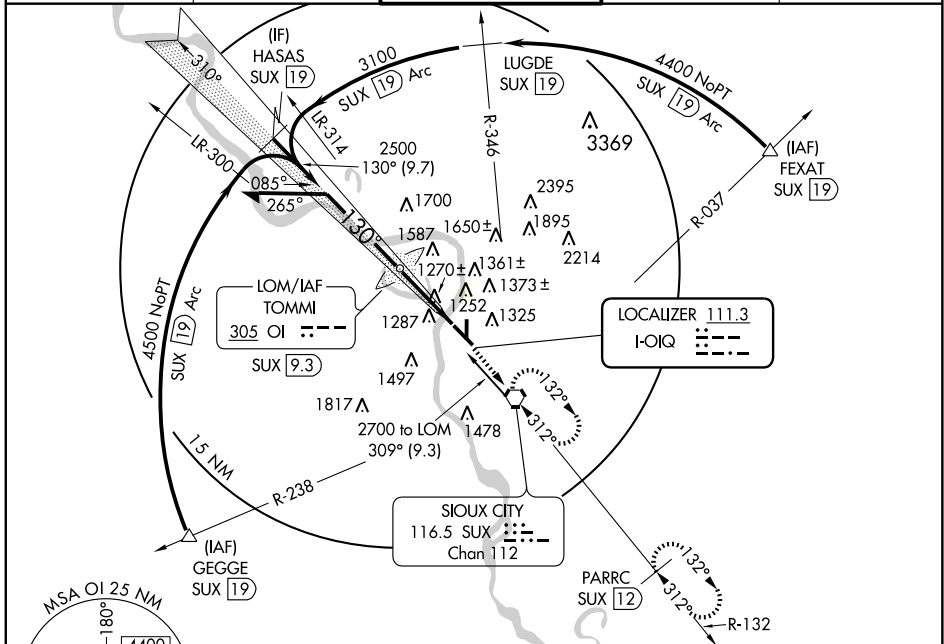 (IF)
HASAS
SUX 19
310°
3100
SUX 19 Arc
LUGDE
SUX 19
4400 NoPT
SUX 19 Arc
(IAF)
FEXAT
SUX 19
R-037
R-346
3369
LR-314
LR-300
2500
130° (9.7)
085°
265°
130°
1700
2395
1587
1650±
1895
2214
1270±
1361±
1373±
1252
1325
1287
1497
1817
1478
LOM/IAF
TOMMI
305 OI
SUX 9.3
LOCALIZER 111.3
I-OIQ
4500 NoPT
SUX 19 Arc
2700 to LOM
309° (9.3)
132°
312°
15 NM
R-238
(IAF)
GEGGE
SUX 19
SIOUX CITY
116.5 SUX
Chan 112
PARRC
SUX 12
132°
312°
R-132
MSA OI 25 NM
180°
4400